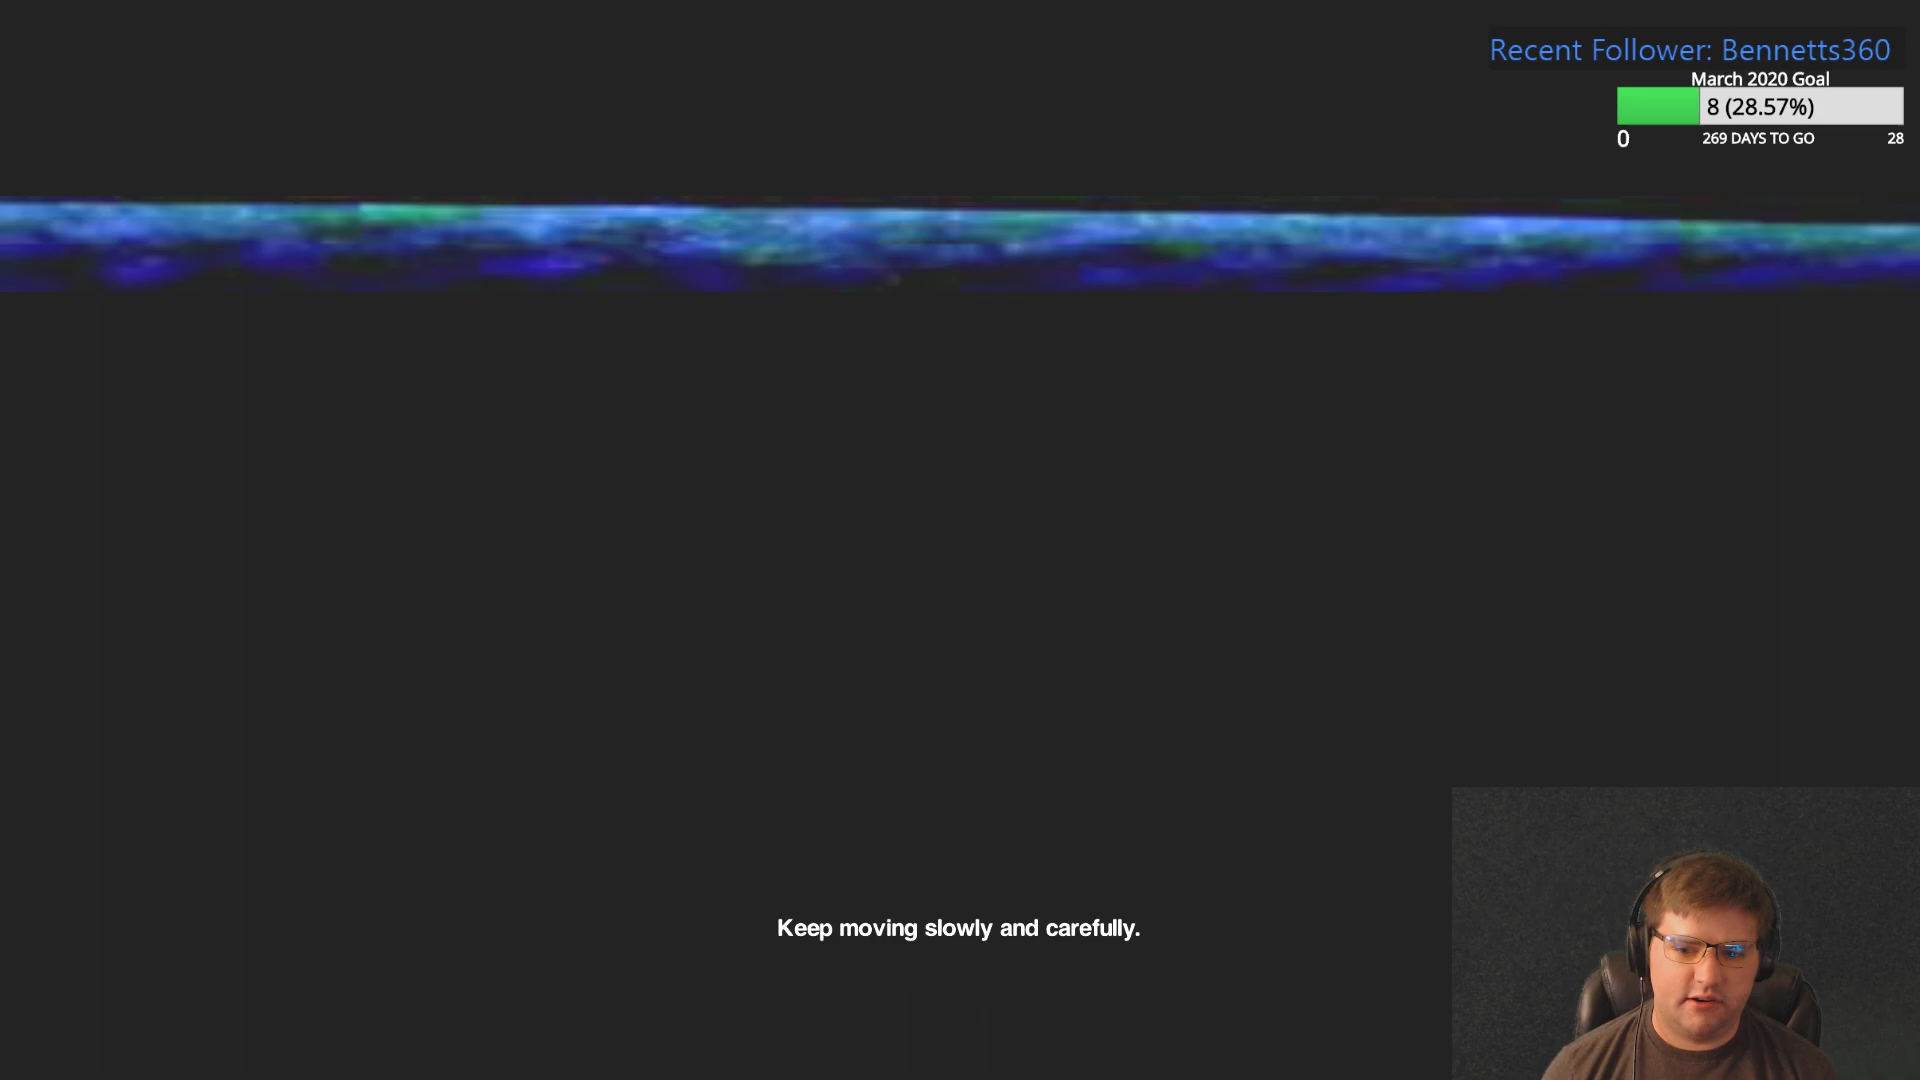 Recent Follower: Bennetts360
March 2020 Goal
8 (28.57%)
0 269 DAYS TO GO 28
Keep moving slowly and carefully.